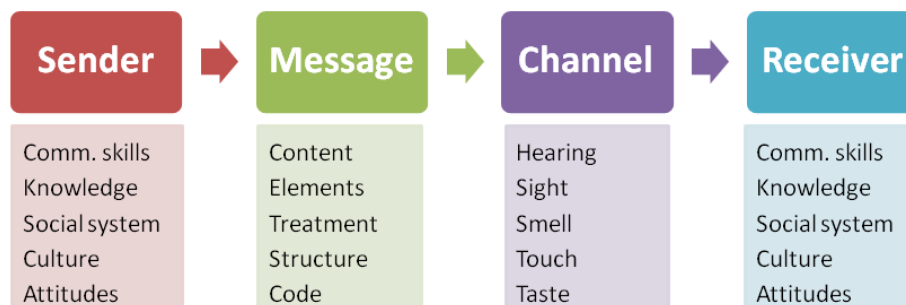 Sender
Message
Channel
Receiver
Comm. skills
Knowledge
Social system
Culture
Attitudes
Content
Elements
Treatment
Structure
Code
Hearing
Sight
Smell
Touch
Taste
Comm. skills
Knowledge
Social system
Culture
Attitudes